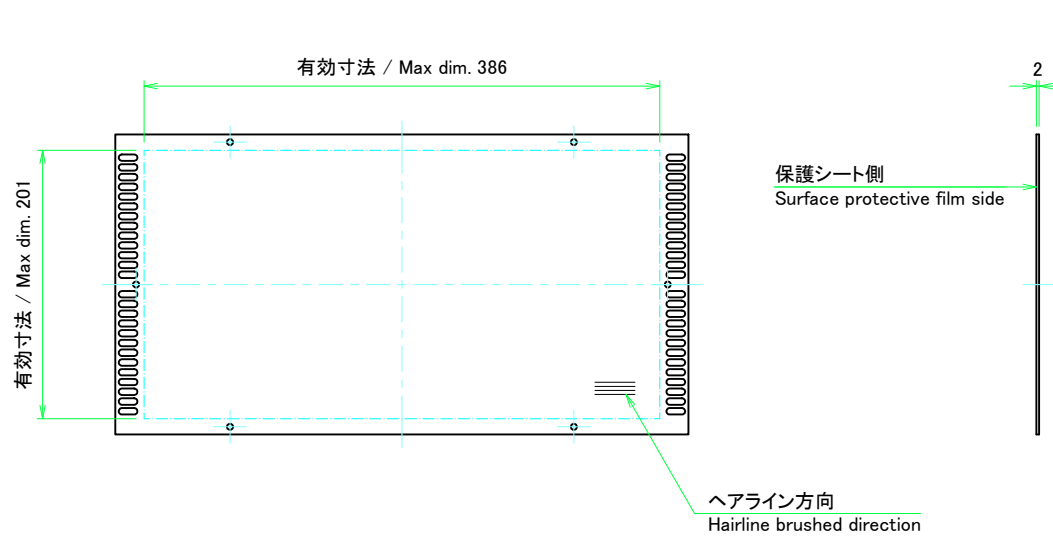 有効寸法 / Max dim. 386
2
有効寸法 / Max dim. 201
保護シート側
Surface protective film side
ヘアライン方向
Hairline brushed direction